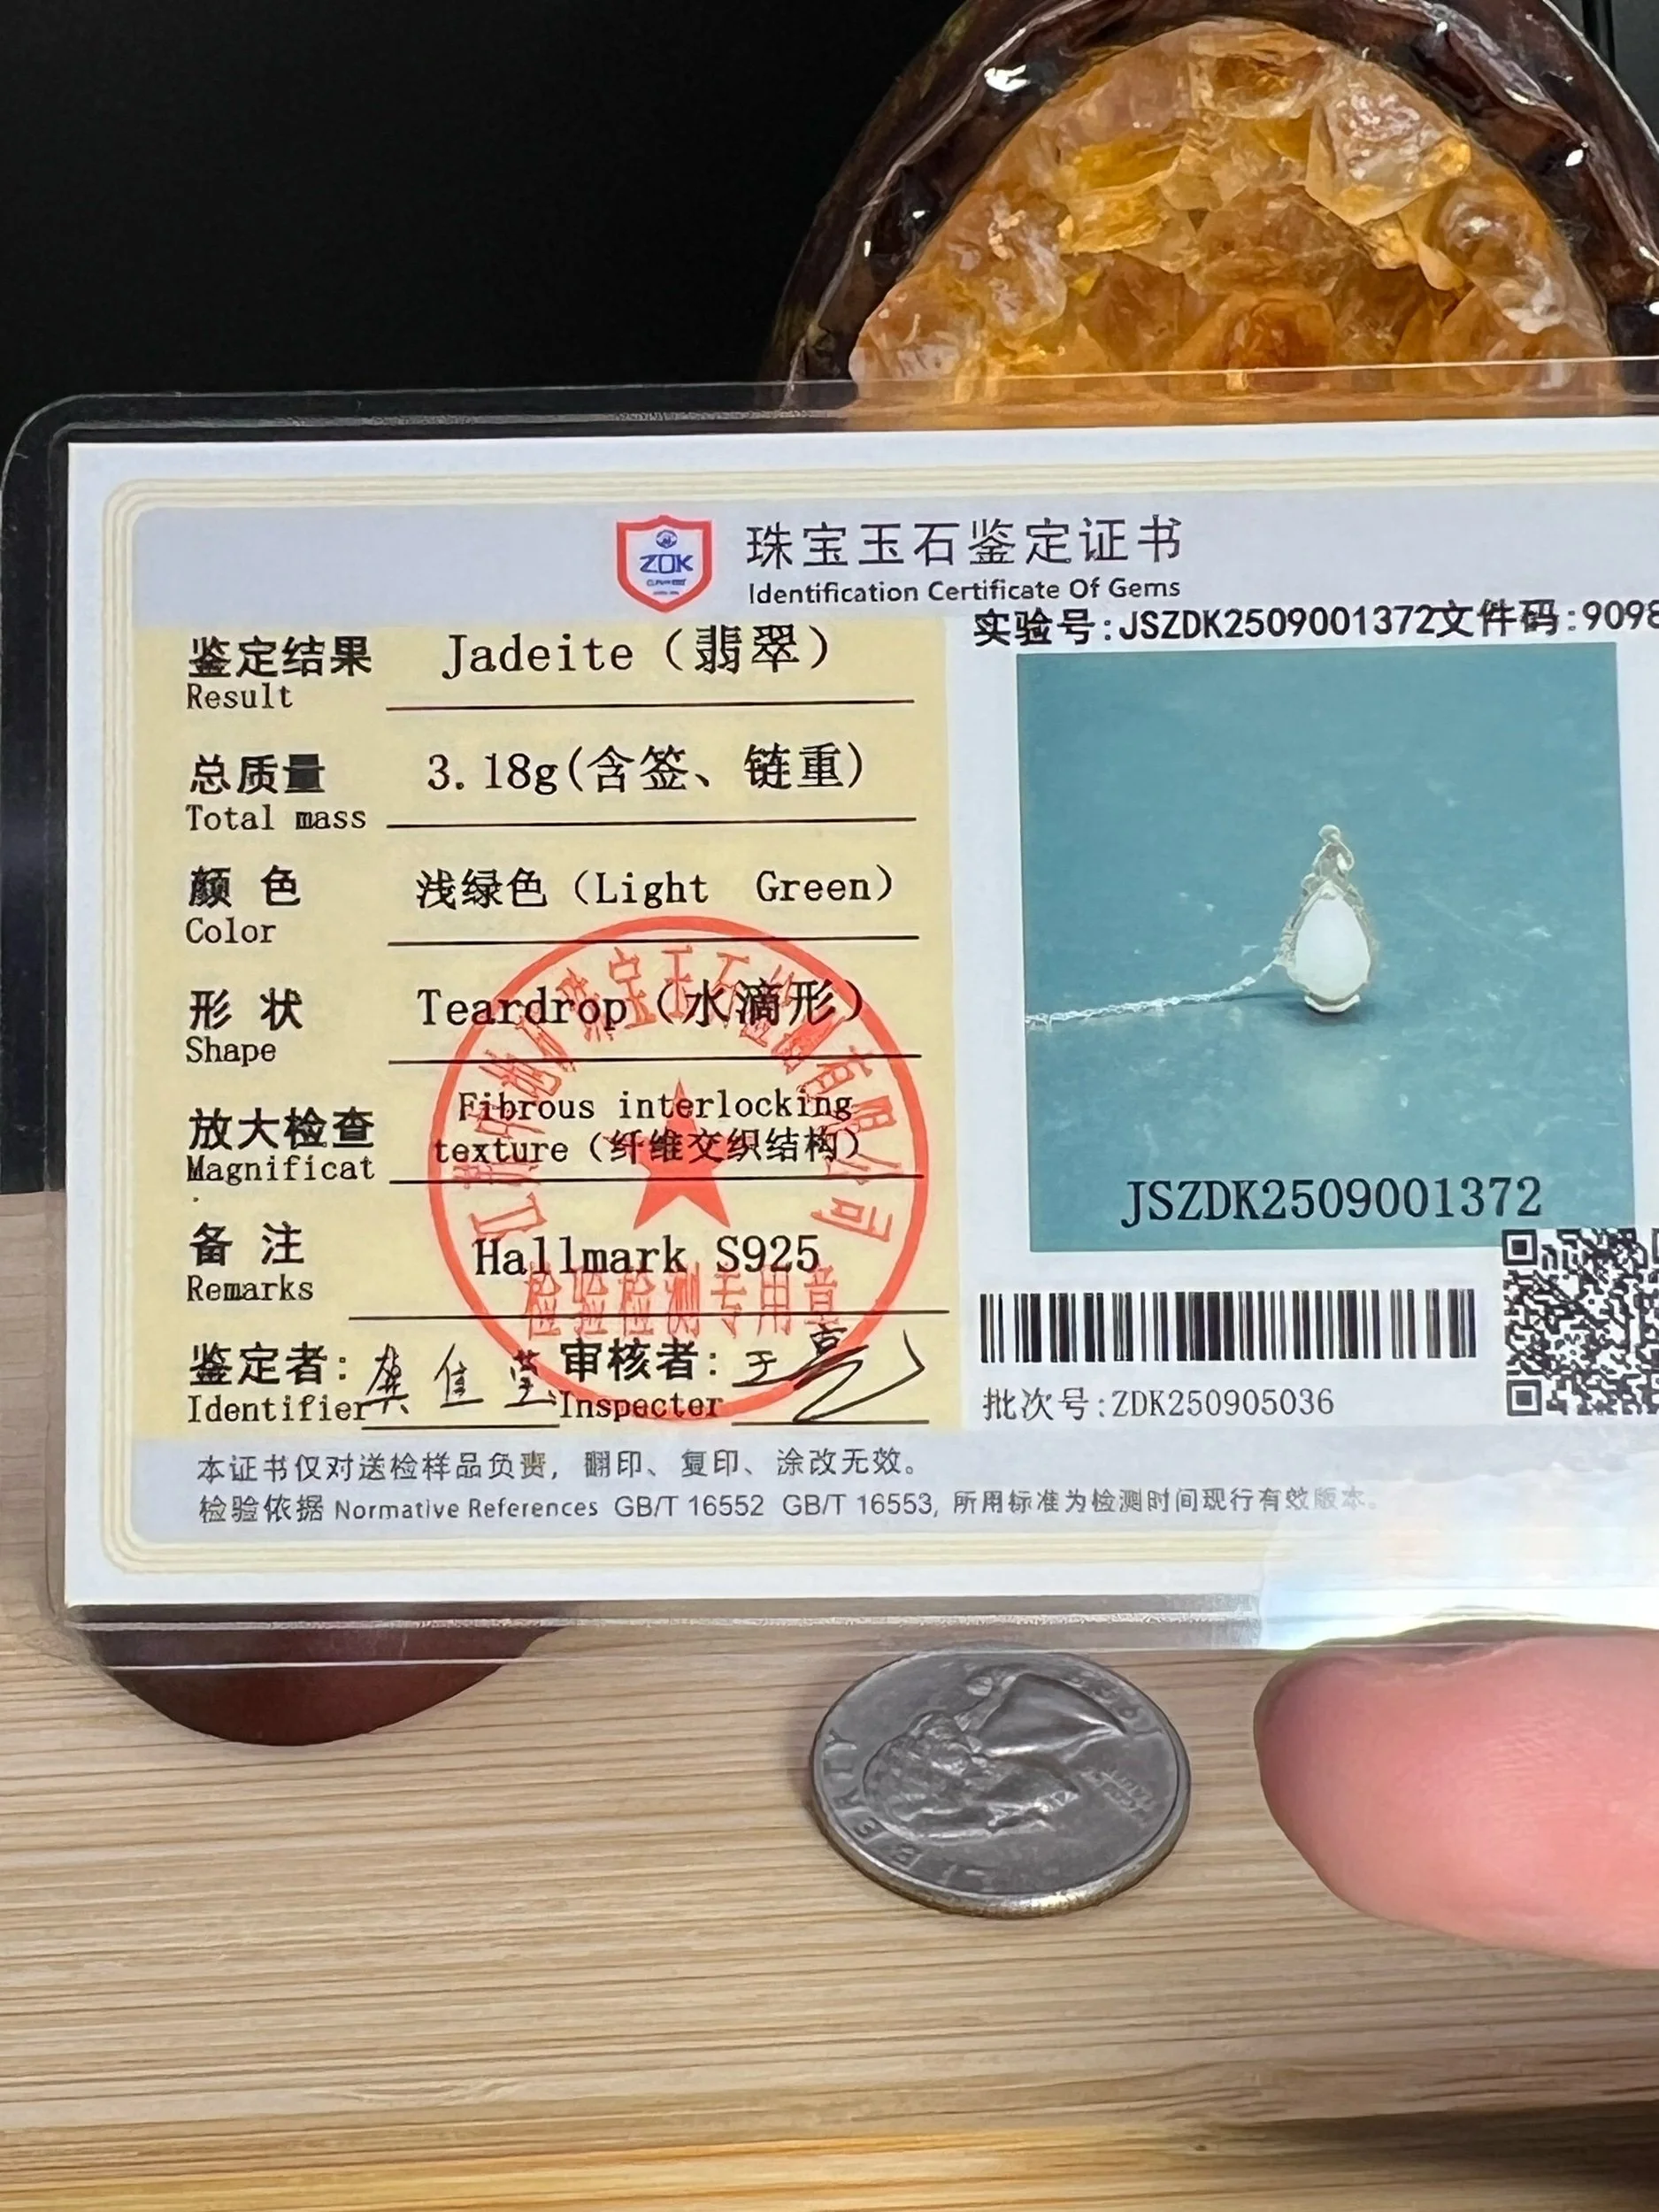 ZDK
珠宝玉石鉴定证书
Identification Certificate Of Gems
实验号:JSZDK2509001372文件码:9098
鉴定结果 Jadeite（翡翠）
Result
总质量 3.18g(含签、链重)
Total mass
颜 色 浅绿色（Light Green）
Color
形 状 Teardrop（水滴形）
Shape
放大检查 Fibrous interlocking
Magnificat texture（纤维交织结构）
备 注 Hallmark S925
Remarks
检验检测专用章
鉴定者: 审核者:
Identifier Inspecter
JSZDK2509001372
批次号:ZDK250905036
本证书仅对送检样品负责，翻印、复印、涂改无效。
检验依据 Normative References GB/T 16552 GB/T 16553, 所用标准为检测时间现行有效版本。
LIBERTY